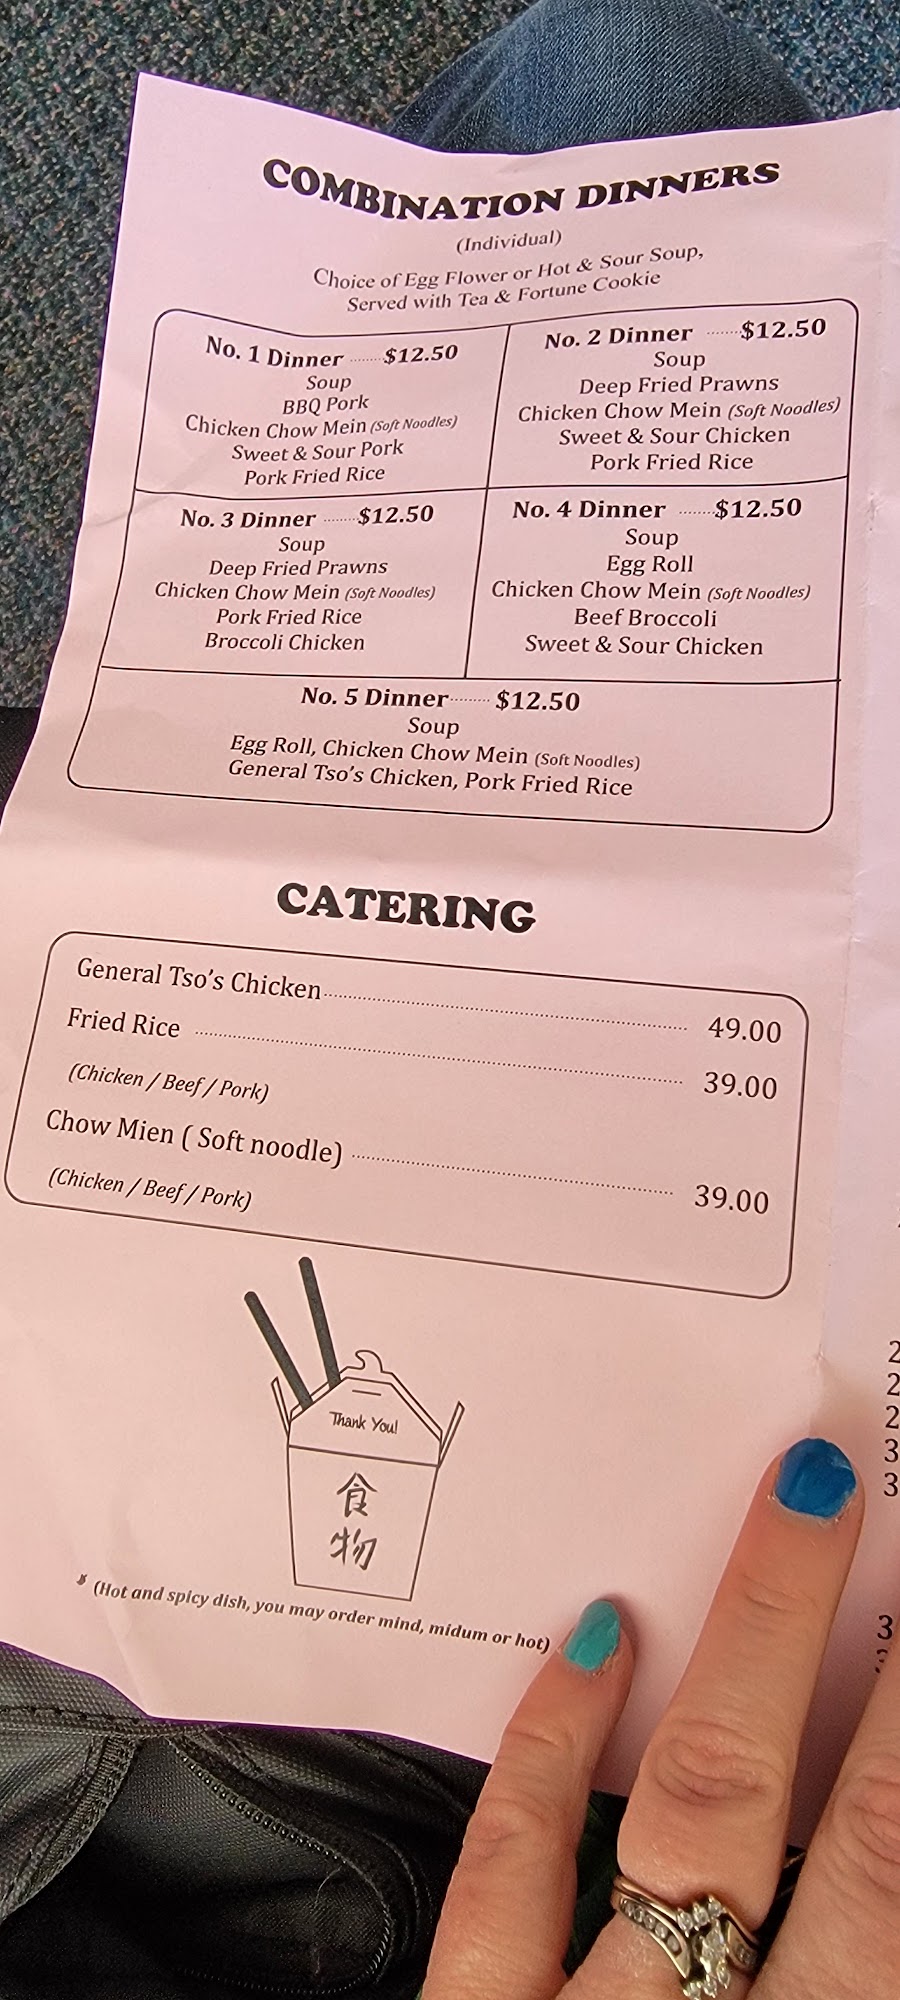 COMBINATION DINNERS
(Individual)
Choice of Egg Flower or Hot & Sour Soup,
Served with Tea & Fortune Cookie
No. 1 Dinner ........ $12.50
Soup
BBQ Pork
Chicken Chow Mein (Soft Noodles)
Sweet & Sour Pork
Pork Fried Rice
No. 2 Dinner ........ $12.50
Soup
Deep Fried Prawns
Chicken Chow Mein (Soft Noodles)
Sweet & Sour Chicken
Pork Fried Rice
No. 3 Dinner ........ $12.50
Soup
Deep Fried Prawns
Chicken Chow Mein (Soft Noodles)
Pork Fried Rice
Broccoli Chicken
No. 4 Dinner ........ $12.50
Soup
Egg Roll
Chicken Chow Mein (Soft Noodles)
Beef Broccoli
Sweet & Sour Chicken
No. 5 Dinner ........ $12.50
Soup
Egg Roll, Chicken Chow Mein (Soft Noodles)
General Tso's Chicken, Pork Fried Rice
CATERING
General Tso's Chicken ........ 49.00
Fried Rice ........ 39.00
(Chicken / Beef / Pork)
Chow Mien ( Soft noodle) ........ 39.00
(Chicken / Beef / Pork)
Thank You!
食
物
(Hot and spicy dish, you may order mind, midum or hot)
2
2
2
3
3
3